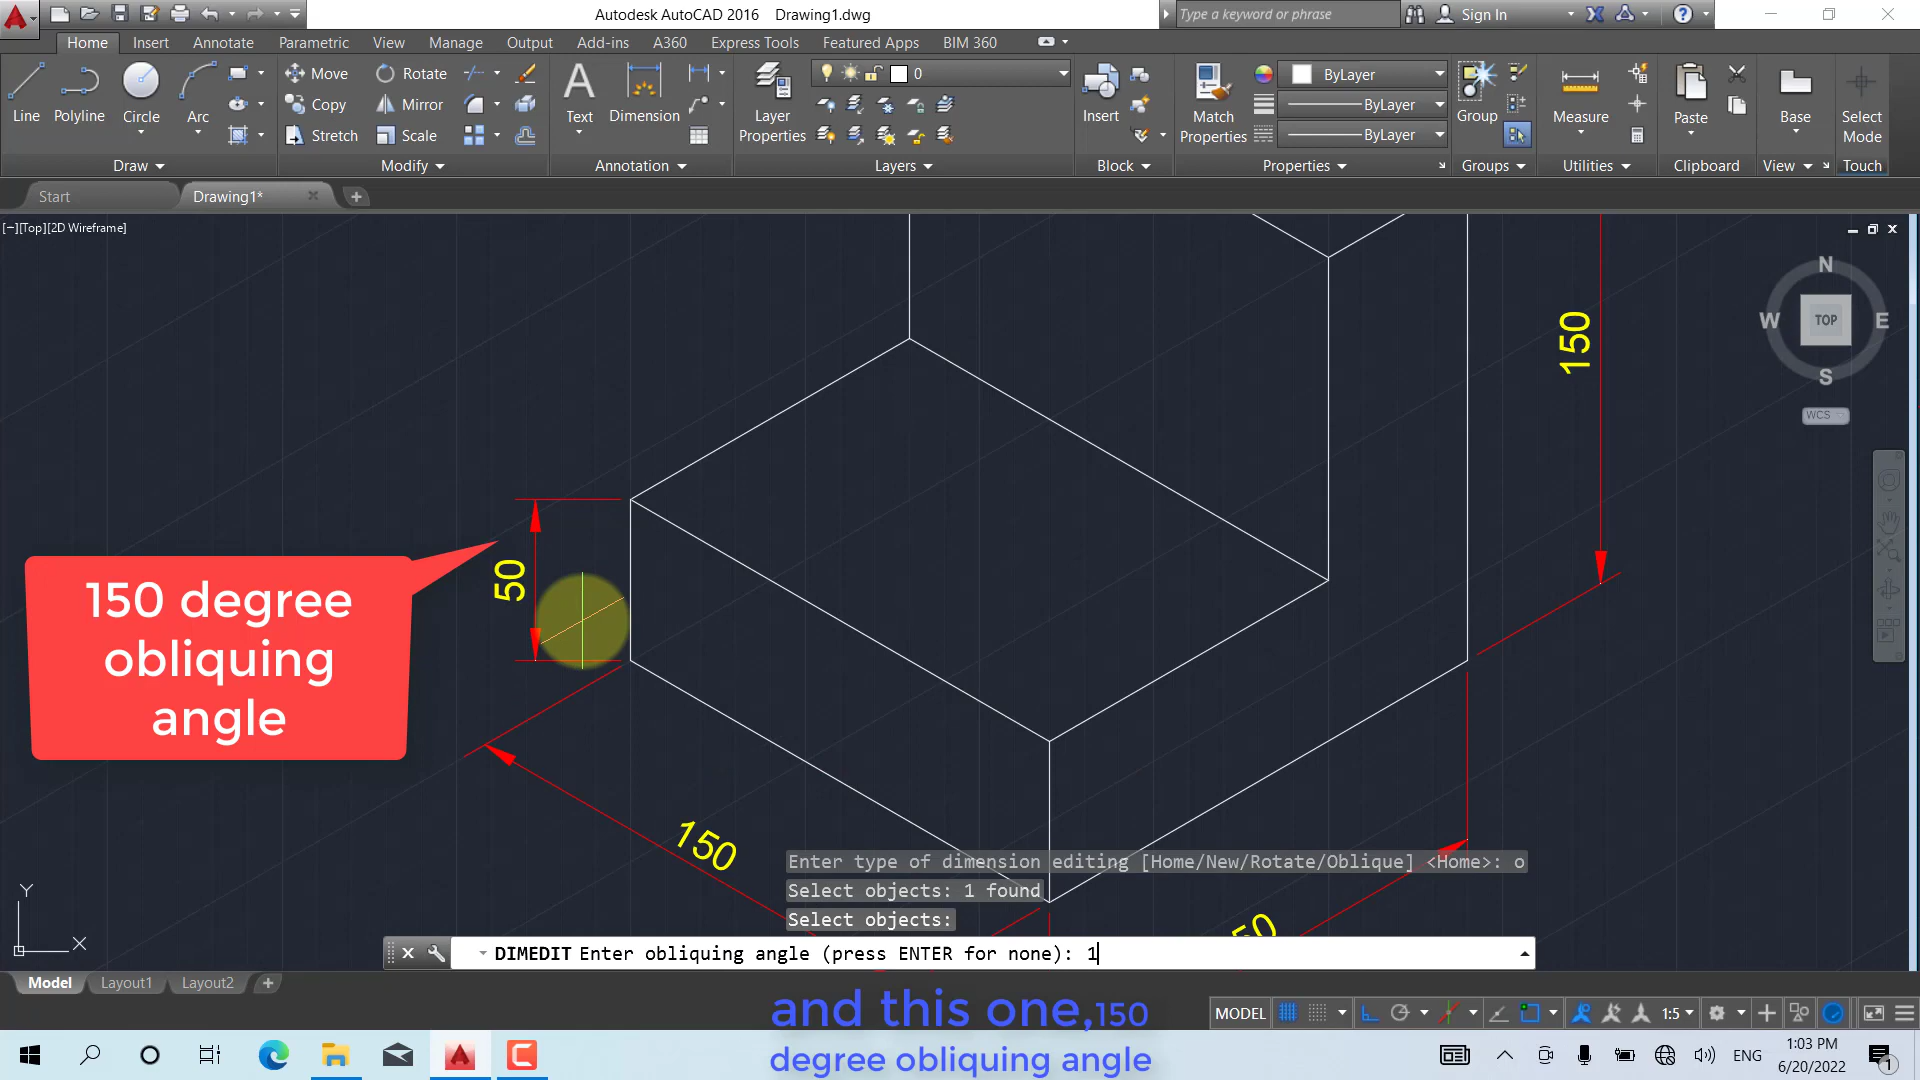 Autodesk AutoCAD 2016 Drawing1.dwg
Type a keyword or phrase
Sign In
Home Insert Annotate Parametric View Manage Output Add-ins A360 Express Tools Featured Apps BIM 360
Line Polyline Circle Arc
Move Rotate
Copy Mirror
Stretch Scale
Text Dimension
Layer Properties
0
Insert
Match Properties
ByLayer
ByLayer
ByLayer
Group
Measure
Paste
Base
Select Mode
Draw Modify Annotation Layers Block Properties Groups Utilities Clipboard View Touch
Start Drawing1*
[−][Top][2D Wireframe]
N
W TOP E
S
WCS
150
50
150 degree
obliquing
angle
150
50
Enter type of dimension editing [Home/New/Rotate/Oblique] <Home>: o
Select objects: 1 found
Select objects:
Y
X
DIMEDIT Enter obliquing angle (press ENTER for none): 1
Model Layout1 Layout2
and this one,150
degree obliquing angle
MODEL
1:5
ENG
1:03 PM
6/20/2022
1